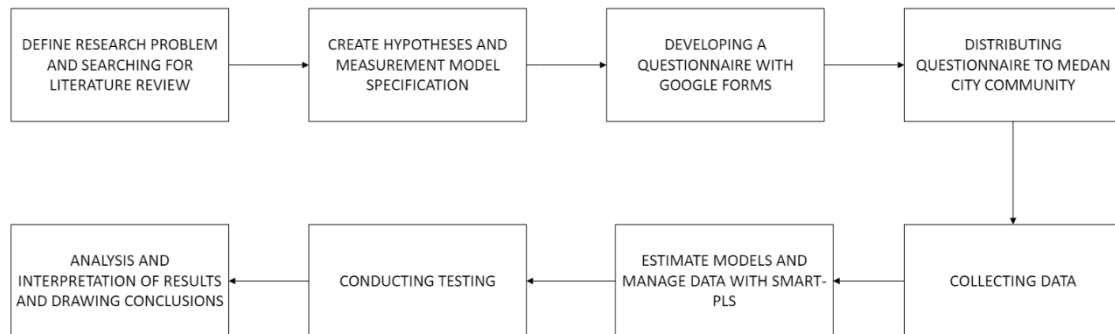 DEFINE RESEARCH PROBLEM
AND SEARCHING FOR
LITERATURE REVIEW
CREATE HYPOTHESES AND
MEASUREMENT MODEL
SPECIFICATION
DEVELOPING A
QUESTIONNAIRE WITH
GOOGLE FORMS
DISTRIBUTING
QUESTIONNAIRE TO MEDAN
CITY COMMUNITY
COLLECTING DATA
ESTIMATE MODELS AND
MANAGE DATA WITH SMART-
PLS
CONDUCTING TESTING
ANALYSIS AND
INTERPRETATION OF RESULTS
AND DRAWING CONCLUSIONS